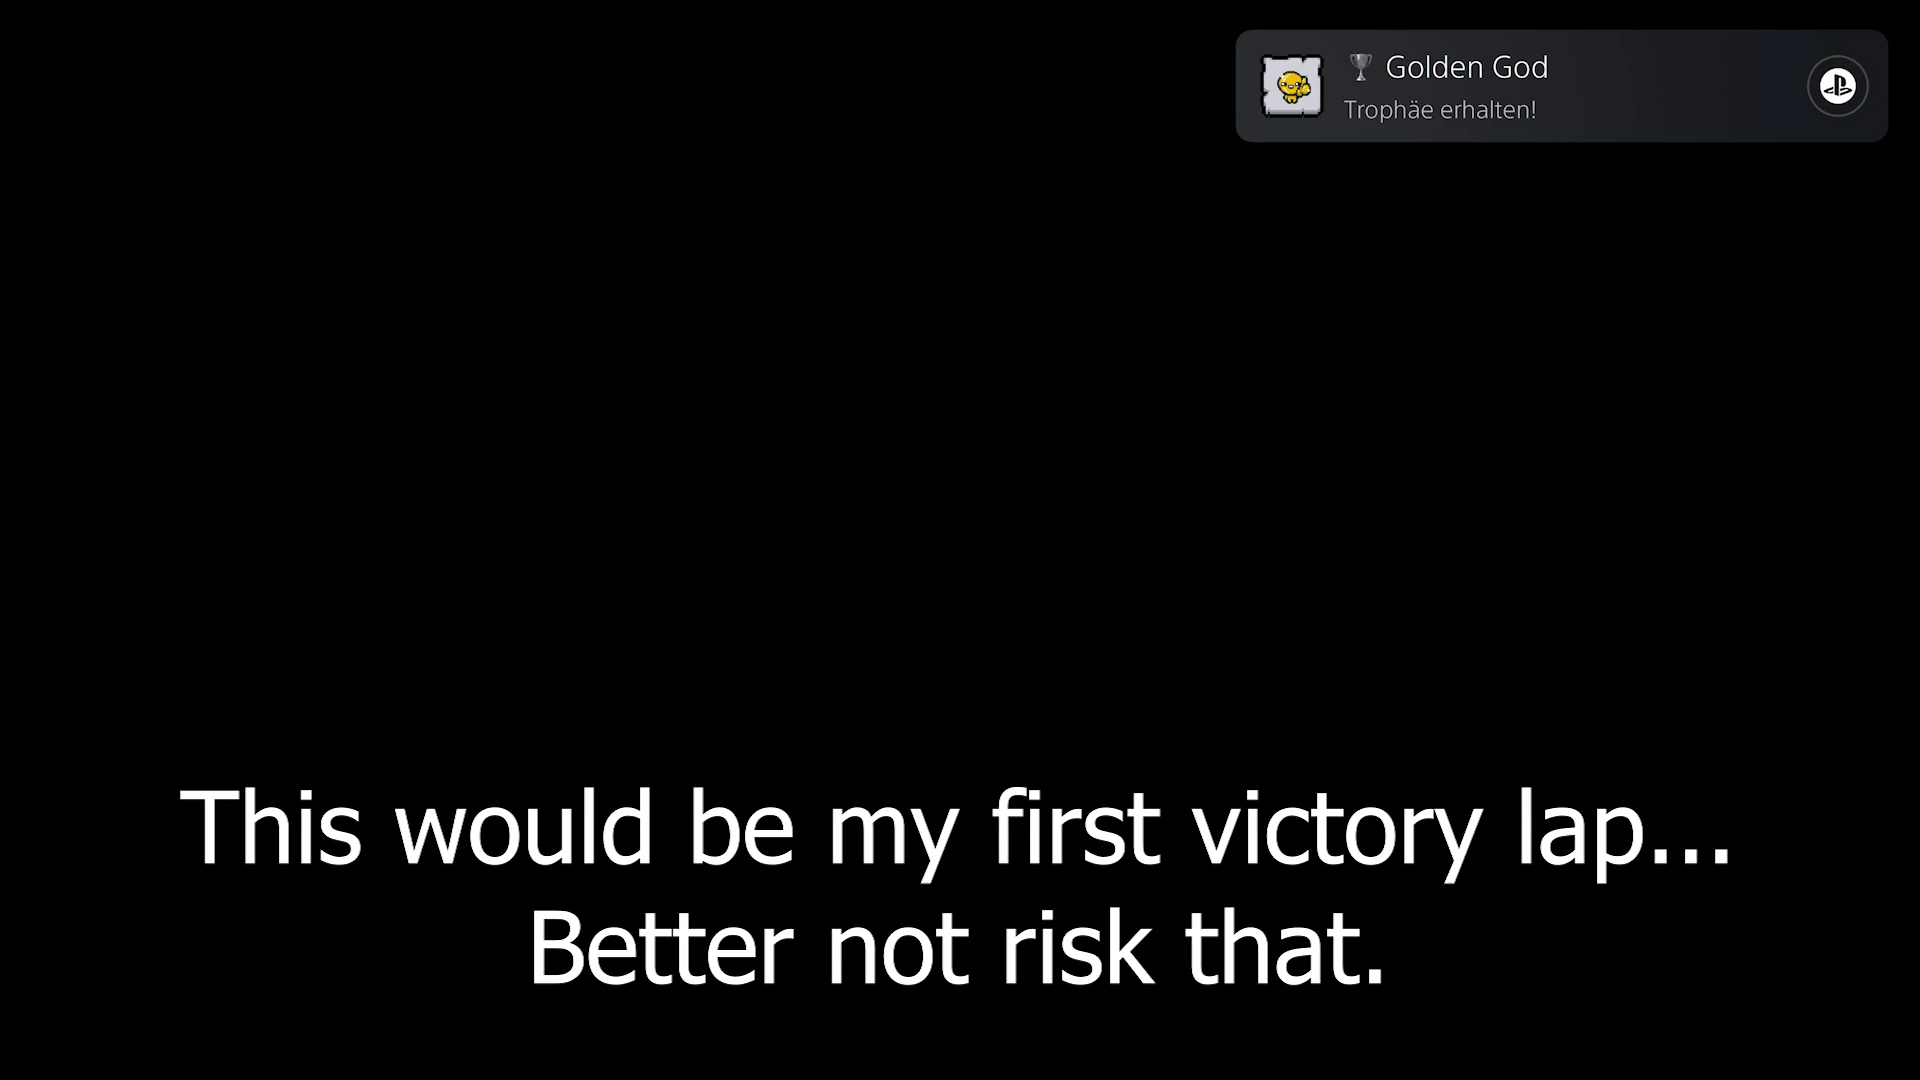 Golden God
Trophäe erhalten!
This would be my first victory lap...
Better not risk that.